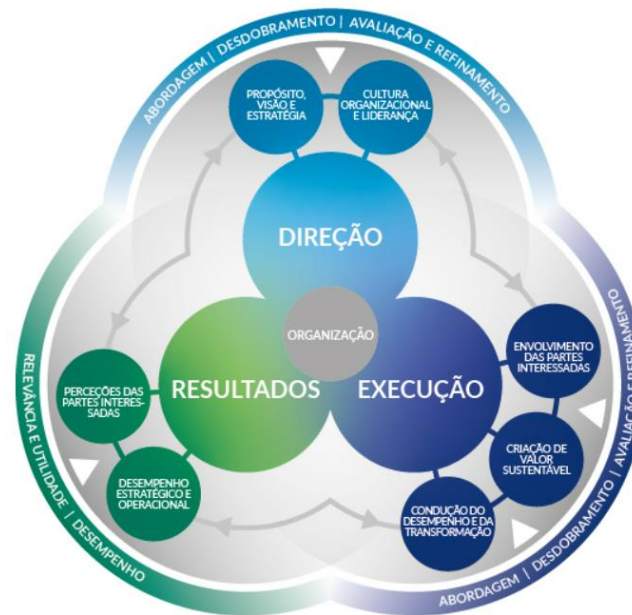 ABORDAGEM | DESDOBRAMENTO | AVALIAÇÃO E REFINAMENTO
PROPÓSITO,
VISÃO E
ESTRATÉGIA
CULTURA
ORGANIZACIONAL
E LIDERANÇA
DIREÇÃO
ORGANIZAÇÃO
RESULTADOS
EXECUÇÃO
ENVOLVIMENTO
DAS PARTES
INTERESSADAS
CRIAÇÃO DE
VALOR
SUSTENTÁVEL
CONDUÇÃO DO
DESEMPENHO E DA
TRANSFORMAÇÃO
ABORDAGEM | DESDOBRAMENTO | AVALIAÇÃO E REFINAMENTO
PERCEÇÕES DAS
PARTES INTERES-
SADAS
DESEMPENHO
ESTRATÉGICO E
OPERACIONAL
RELEVÂNCIA E UTILIDADE | DESEMPENHO